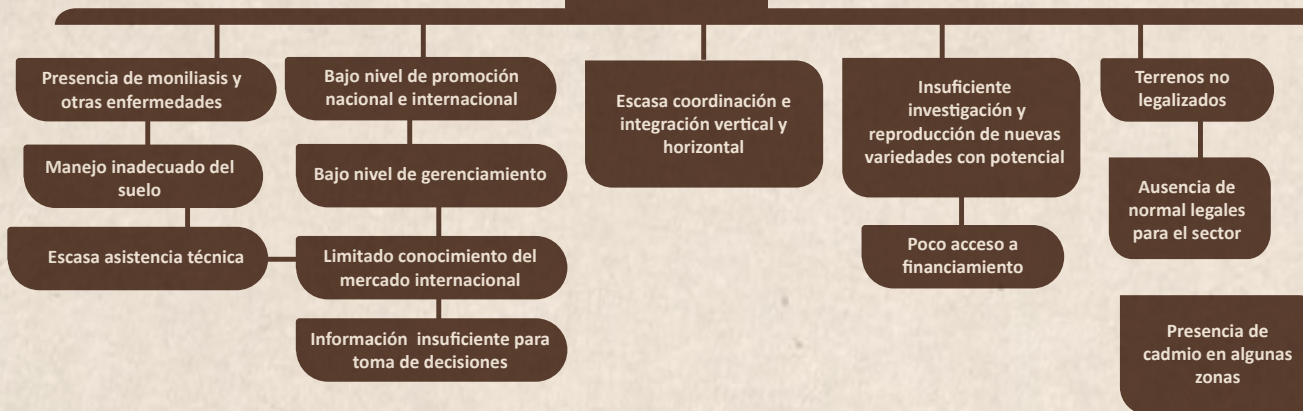 Presencia de moniliasis y
otras enfermedades
Manejo inadecuado del
suelo
Escasa asistencia técnica
Bajo nivel de promoción
nacional e internacional
Bajo nivel de gerenciamiento
Limitado conocimiento del
mercado internacional
Información insuficiente para
toma de decisiones
Escasa coordinación e
integración vertical y
horizontal
Insuficiente
investigación y
reproducción de nuevas
variedades con potencial
Poco acceso a
financiamiento
Terrenos no
legalizados
Ausencia de
normal legales
para el sector
Presencia de
cadmio en algunas
zonas